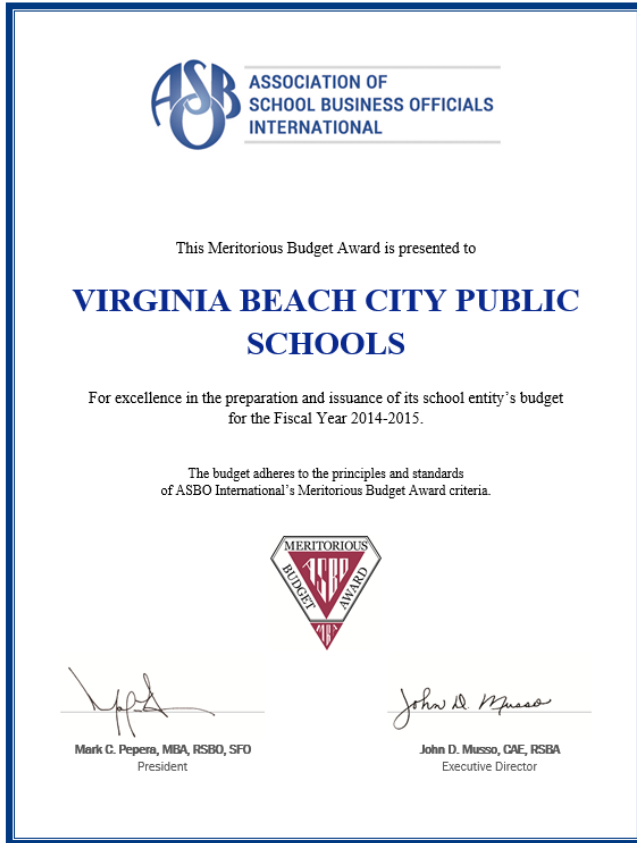 ASBO
ASSOCIATION OF
SCHOOL BUSINESS OFFICIALS
INTERNATIONAL
This Meritorious Budget Award is presented to
VIRGINIA BEACH CITY PUBLIC
SCHOOLS
For excellence in the preparation and issuance of its school entity's budget
for the Fiscal Year 2014-2015.
The budget adheres to the principles and standards
of ASBO International's Meritorious Budget Award criteria.
MERITORIOUS
BUDGET
ASBO
AWARD
John D. Musso
Mark C. Pepera, MBA, RSBO, SFO
John D. Musso, CAE, RSBA
President
Executive Director